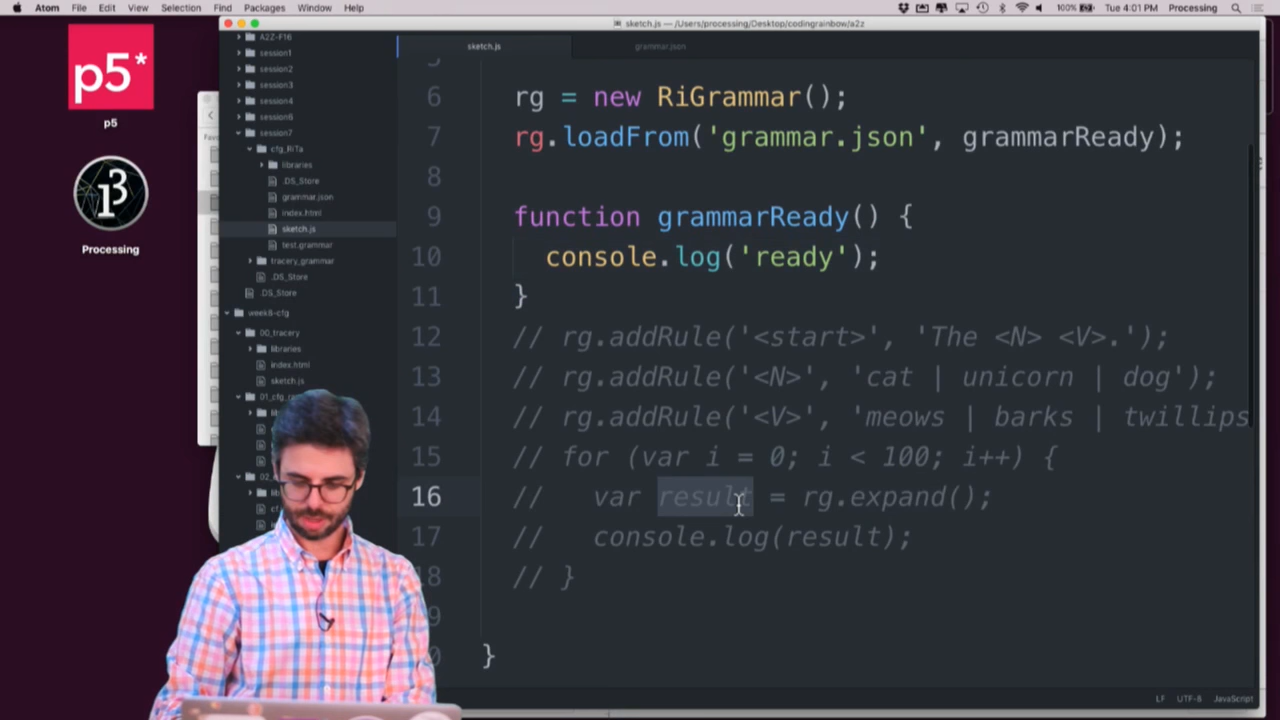 Atom File Edit View Selection Find Packages Window Help
100% Tue 4:01 PM Processing
sketch.js — /Users/processing/Desktop/codingrainbow/a2z
p5*
p5
Processing
A2Z-F16
session1
session2
session3
session4
session6
session7
cfg_RiTa
libraries
.DS_Store
grammar.json
index.html
sketch.js
test.grammar
tracery_grammar
.DS_Store
.DS_Store
week8-cfg
00_tracery
libraries
index.html
sketch.js
sketch.js
grammar.json
6 rg = new RiGrammar();
7 rg.loadFrom('grammar.json', grammarReady);
8
9 function grammarReady() {
10 console.log('ready');
11 }
12 // rg.addRule('<start>', 'The <N> <V>.');
13 // rg.addRule('<N>', 'cat | unicorn | dog');
14 // rg.addRule('<V>', 'meows | barks | twillips
15 // for (var i = 0; i < 100; i++) {
16 // var result = rg.expand();
17 // console.log(result);
18 // }
}
LF UTF-8 JavaScript